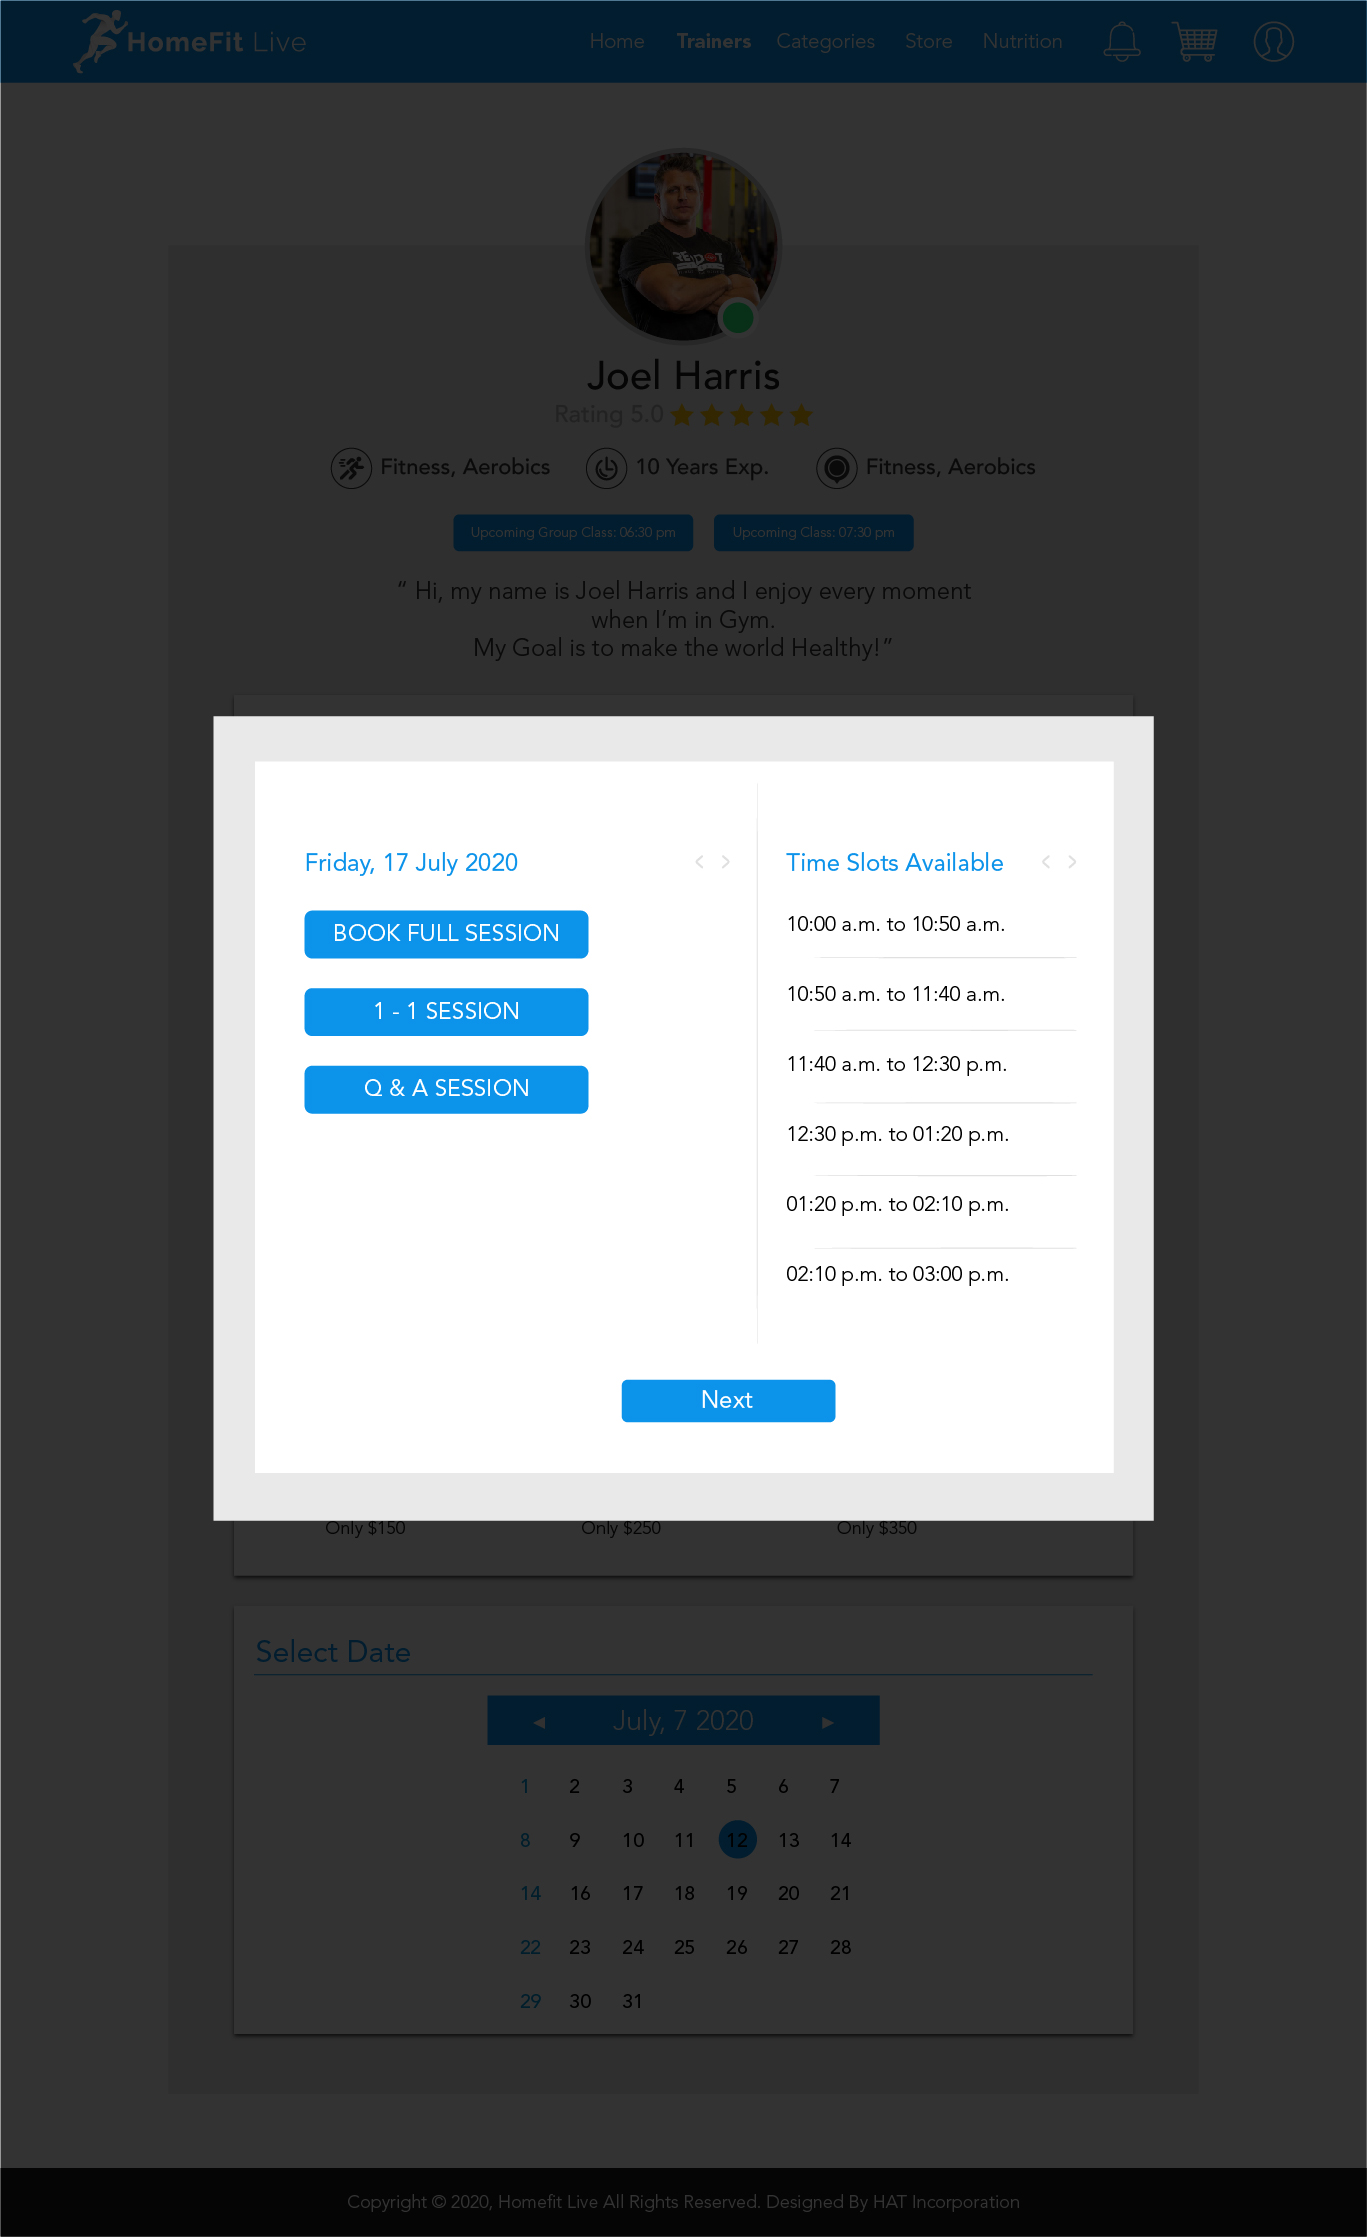 HomeFit Live
Home Trainers Categories Store Nutrition
Joel Harris
Rating 5.0
Fitness, Aerobics 10 Years Exp. Fitness, Aerobics
Upcoming Group Class: 06:30 pm Upcoming Class: 07:30 pm
“ Hi, my name is Joel Harris and I enjoy every moment
when I’m in Gym.
My Goal is to make the world Healthy!”
Friday, 17 July 2020 < >
BOOK FULL SESSION
1 - 1 SESSION
Q & A SESSION
Time Slots Available < >
10:00 a.m. to 10:50 a.m.
10:50 a.m. to 11:40 a.m.
11:40 a.m. to 12:30 p.m.
12:30 p.m. to 01:20 p.m.
01:20 p.m. to 02:10 p.m.
02:10 p.m. to 03:00 p.m.
Next
Only $150 Only $250 Only $350
Select Date
July, 7 2020
1 2 3 4 5 6 7
8 9 10 11 12 13 14
14 16 17 18 19 20 21
22 23 24 25 26 27 28
29 30 31
Copyright © 2020, Homefit Live All Rights Reserved. Designed By HAT Incorporation